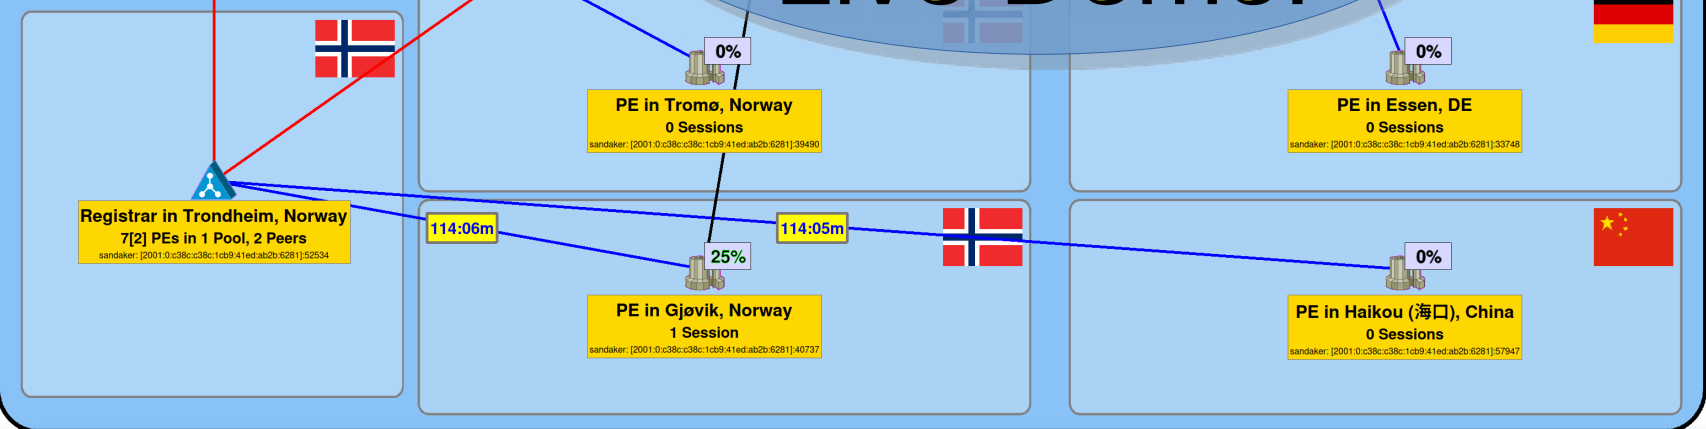 Live Demo!
0%
PE in Tromø, Norway
0 Sessions
sandaker: [2001:0:c38c:c38c:1cb9:41ed:ab2b:6281]:39490
0%
PE in Essen, DE
0 Sessions
sandaker: [2001:0:c38c:c38c:1cb9:41ed:ab2b:6281]:33748
Registrar in Trondheim, Norway
7[2] PEs in 1 Pool, 2 Peers
sandaker: [2001:0:c38c:c38c:1cb9:41ed:ab2b:6281]:52534
114:06m
114:05m
25%
PE in Gjøvik, Norway
1 Session
sandaker: [2001:0:c38c:c38c:1cb9:41ed:ab2b:6281]:40737
0%
PE in Haikou (海口), China
0 Sessions
sandaker: [2001:0:c38c:c38c:1cb9:41ed:ab2b:6281]:57947